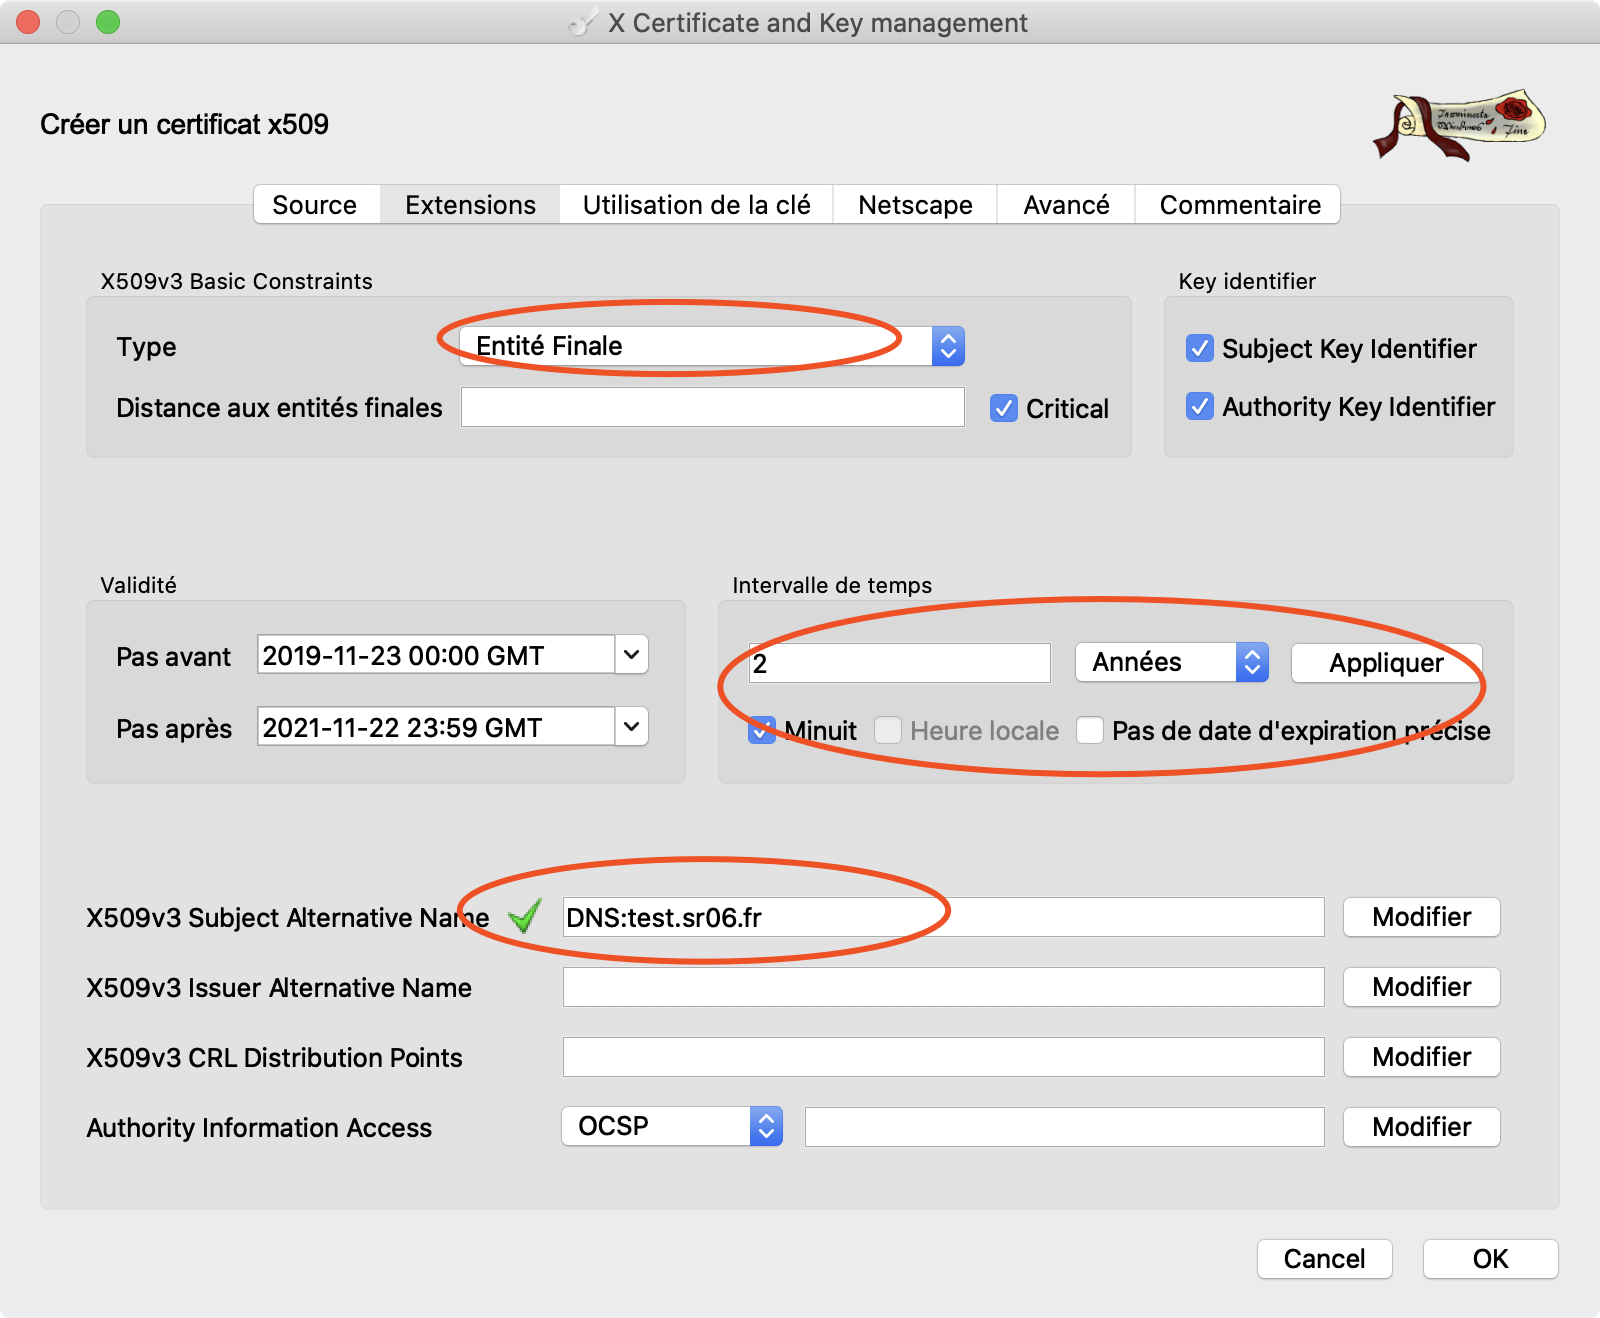 X Certificate and Key management
Créer un certificat x509
Source Extensions Utilisation de la clé Netscape Avancé Commentaire
X509v3 Basic Constraints
Key identifier
Type Entité Finale
Subject Key Identifier
Distance aux entités finales Critical
Authority Key Identifier
Validité
Intervalle de temps
Pas avant 2019-11-23 00:00 GMT
2 Années Appliquer
Pas après 2021-11-22 23:59 GMT
Minuit Heure locale Pas de date d'expiration précise
X509v3 Subject Alternative Name DNS:test.sr06.fr Modifier
X509v3 Issuer Alternative Name Modifier
X509v3 CRL Distribution Points Modifier
Authority Information Access OCSP Modifier
Cancel OK